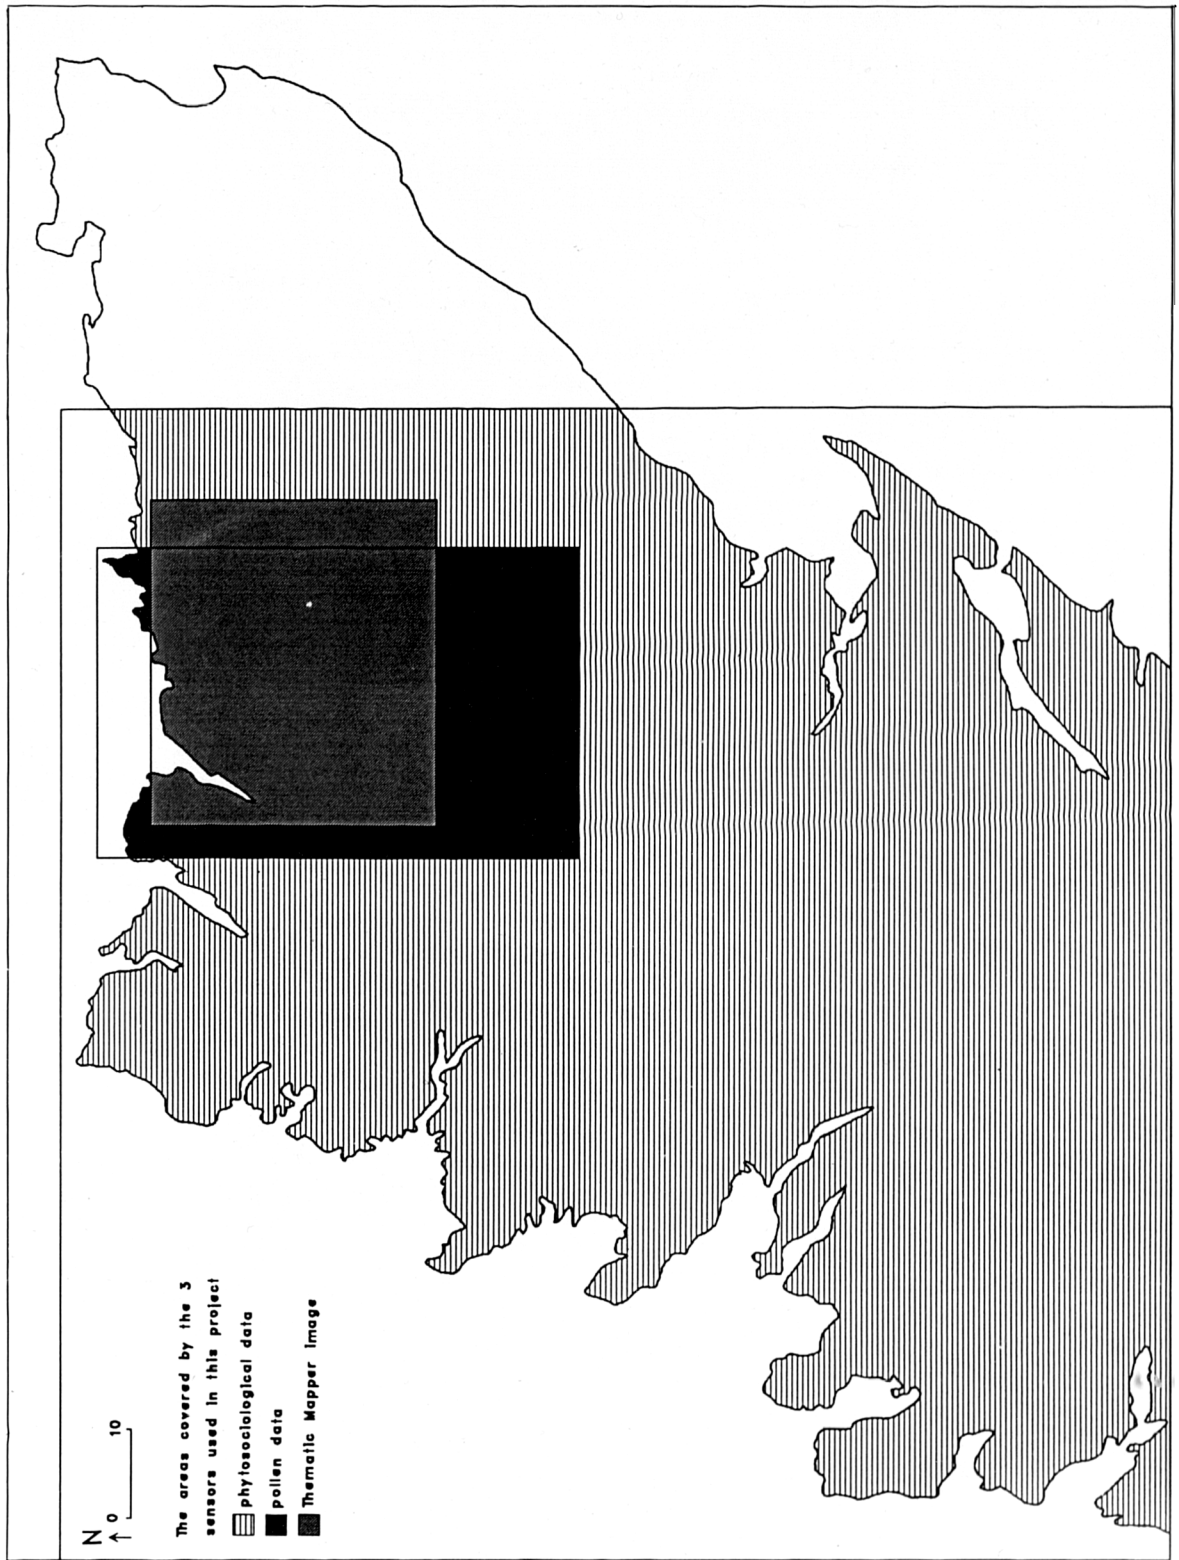 N
0 10
The areas covered by the 3
sensors used in this project
phytosociological data
pollen data
Thematic Mapper Image